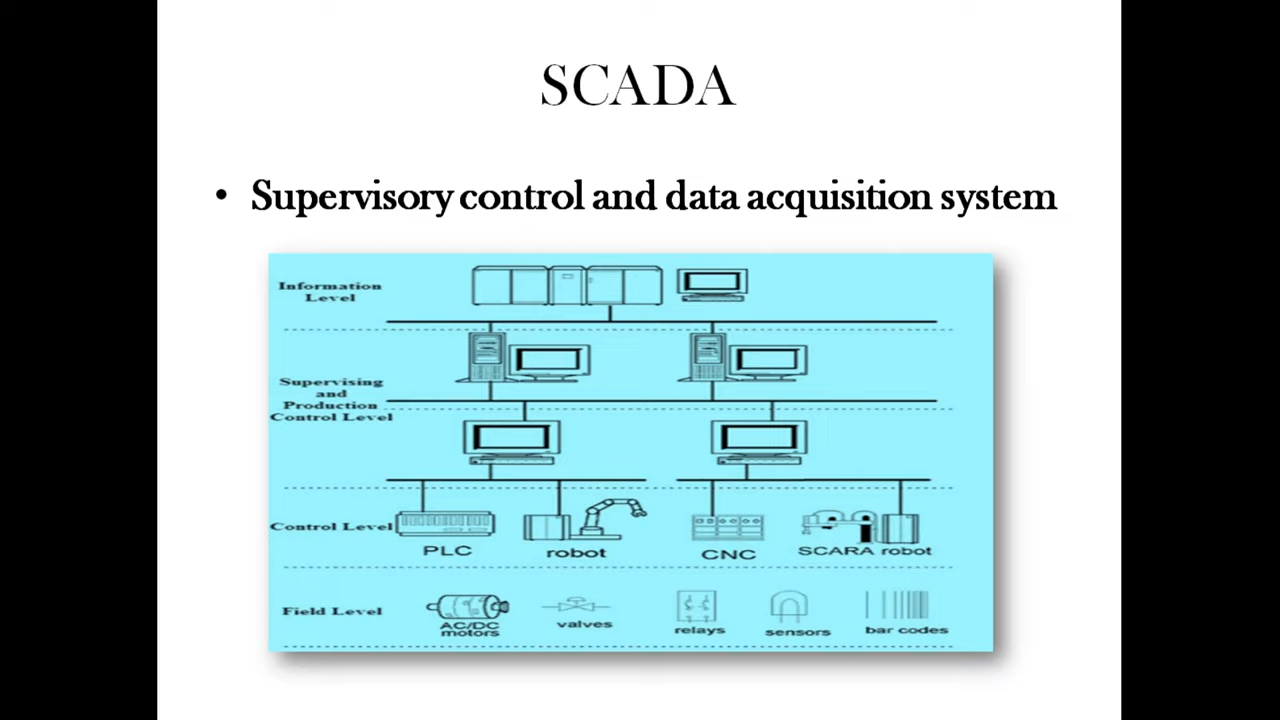 SCADA
• Supervisory control and data acquisition system
Information
Level
Supervising
and
Production
Control Level
Control Level
PLC
robot
CNC
SCARA robot
Field Level
AC/DC
motors
valves
relays
sensors
bar codes